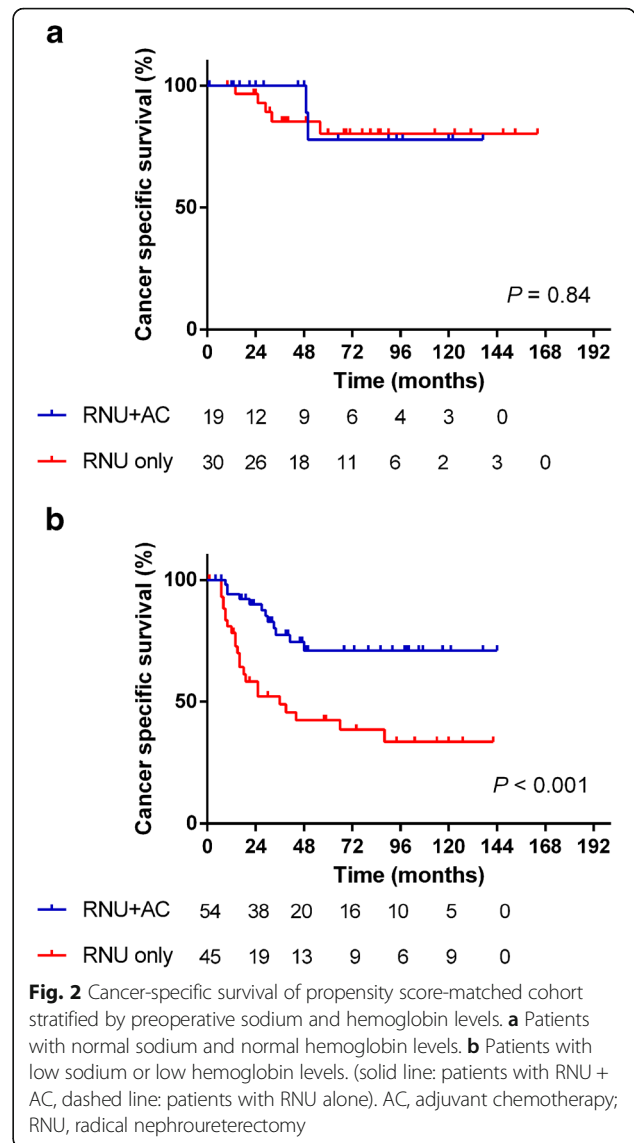 a
Cancer specific survival (%)
100
50
0
P = 0.84
0 24 48 72 96 120 144 168 192
Time (months)
RNU+AC 19 12 9 6 4 3 0
RNU only 30 26 18 11 6 2 3 0
b
Cancer specific survival (%)
100
50
0
P < 0.001
0 24 48 72 96 120 144 168 192
Time (months)
RNU+AC 54 38 20 16 10 5 0
RNU only 45 19 13 9 6 9 0
Fig. 2 Cancer-specific survival of propensity score-matched cohort
stratified by preoperative sodium and hemoglobin levels. a Patients
with normal sodium and normal hemoglobin levels. b Patients with
low sodium or low hemoglobin levels. (solid line: patients with RNU +
AC, dashed line: patients with RNU alone). AC, adjuvant chemotherapy;
RNU, radical nephroureterectomy